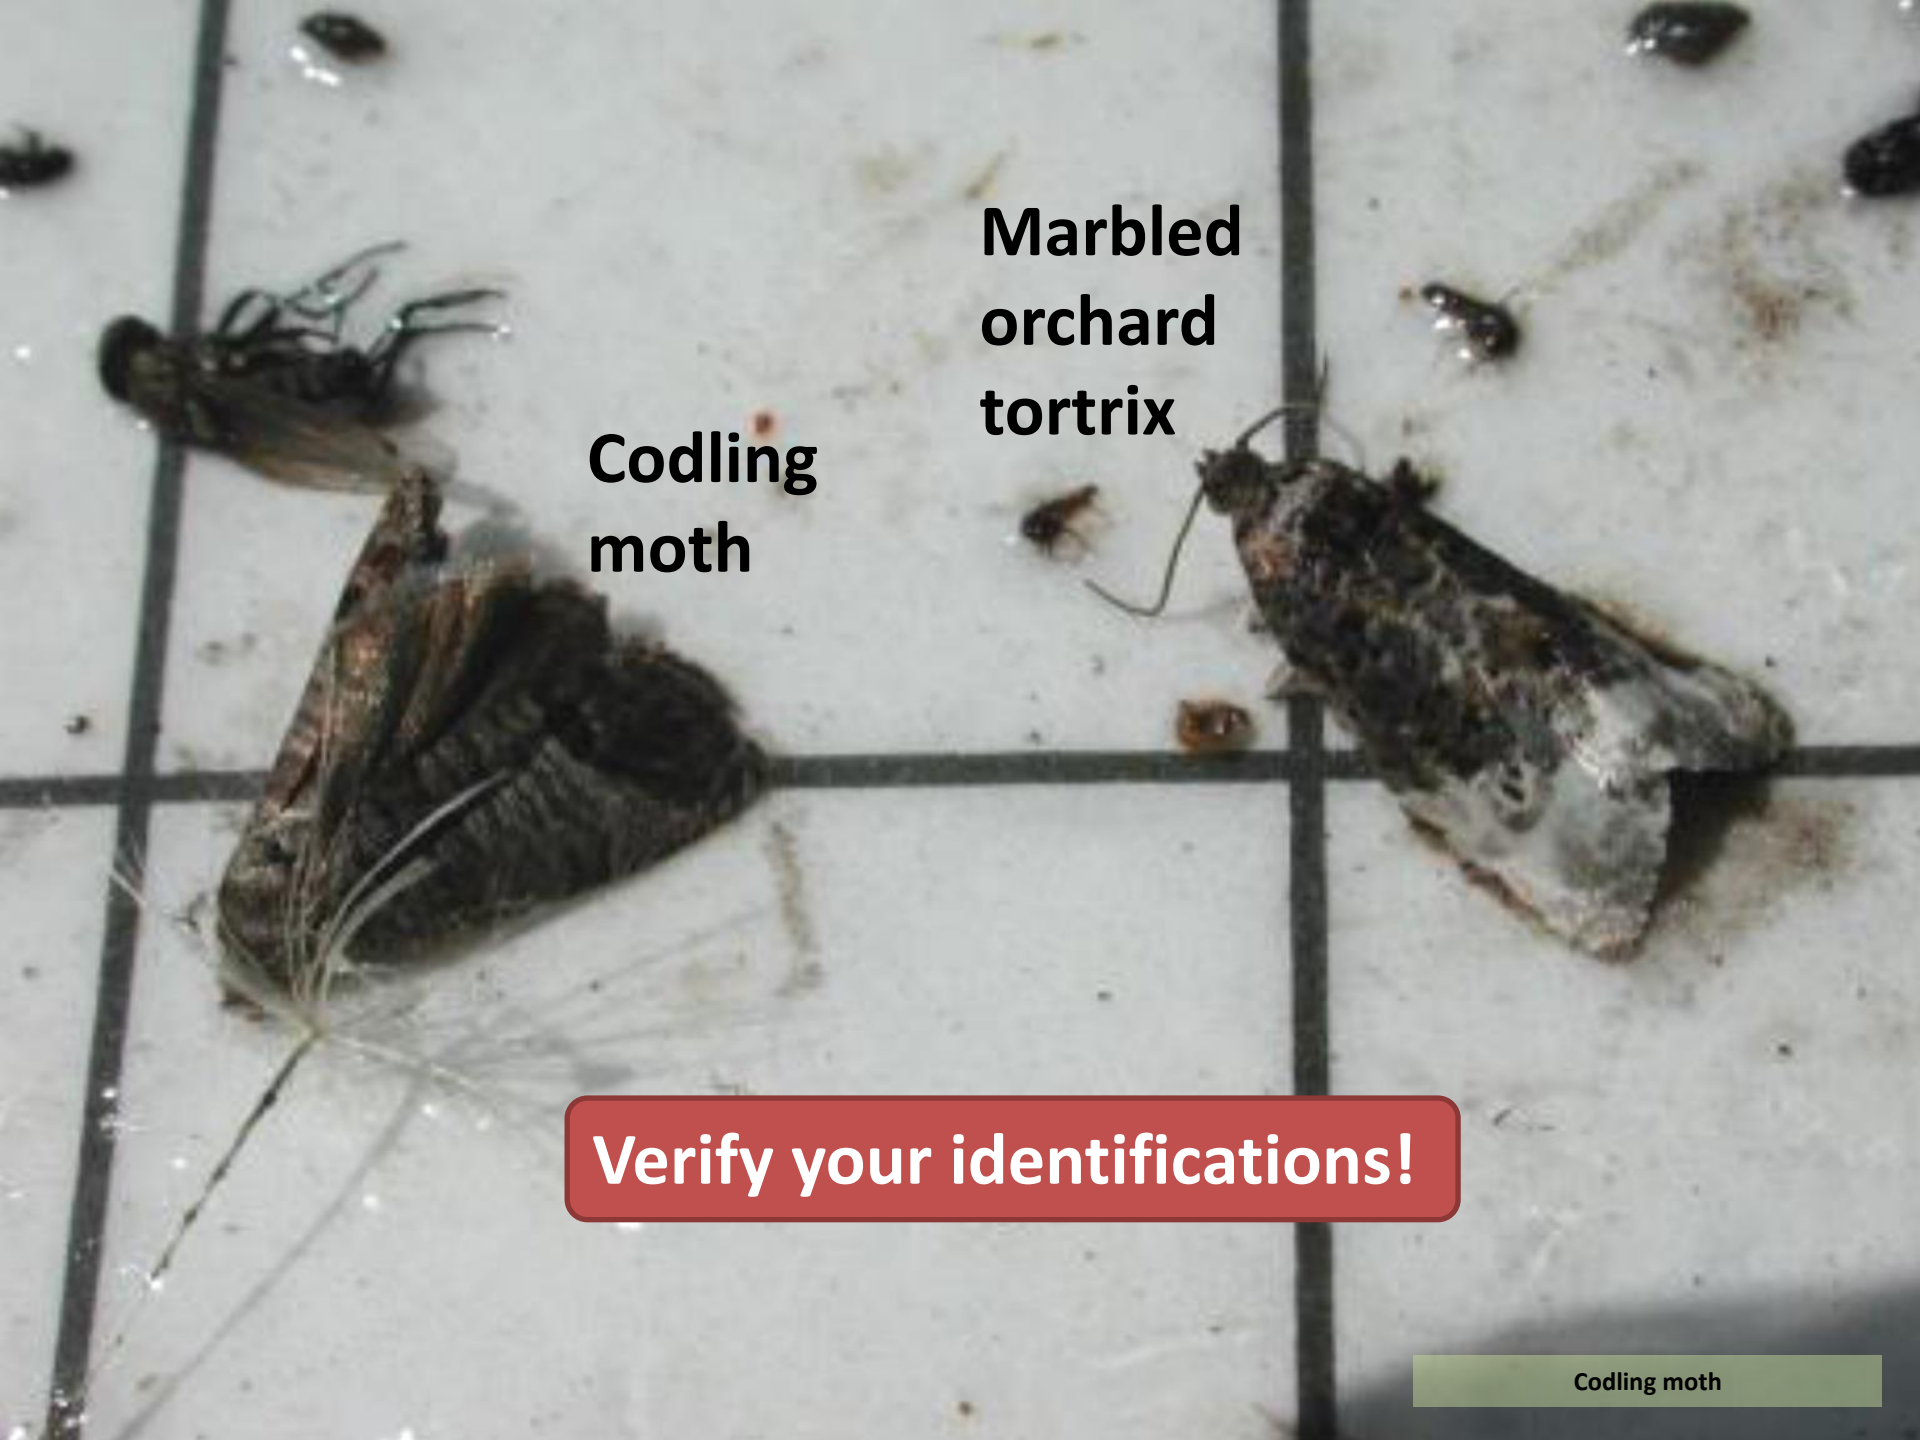 Marbled
orchard
tortrix
Codling
moth
Verify your identifications!
Codling moth